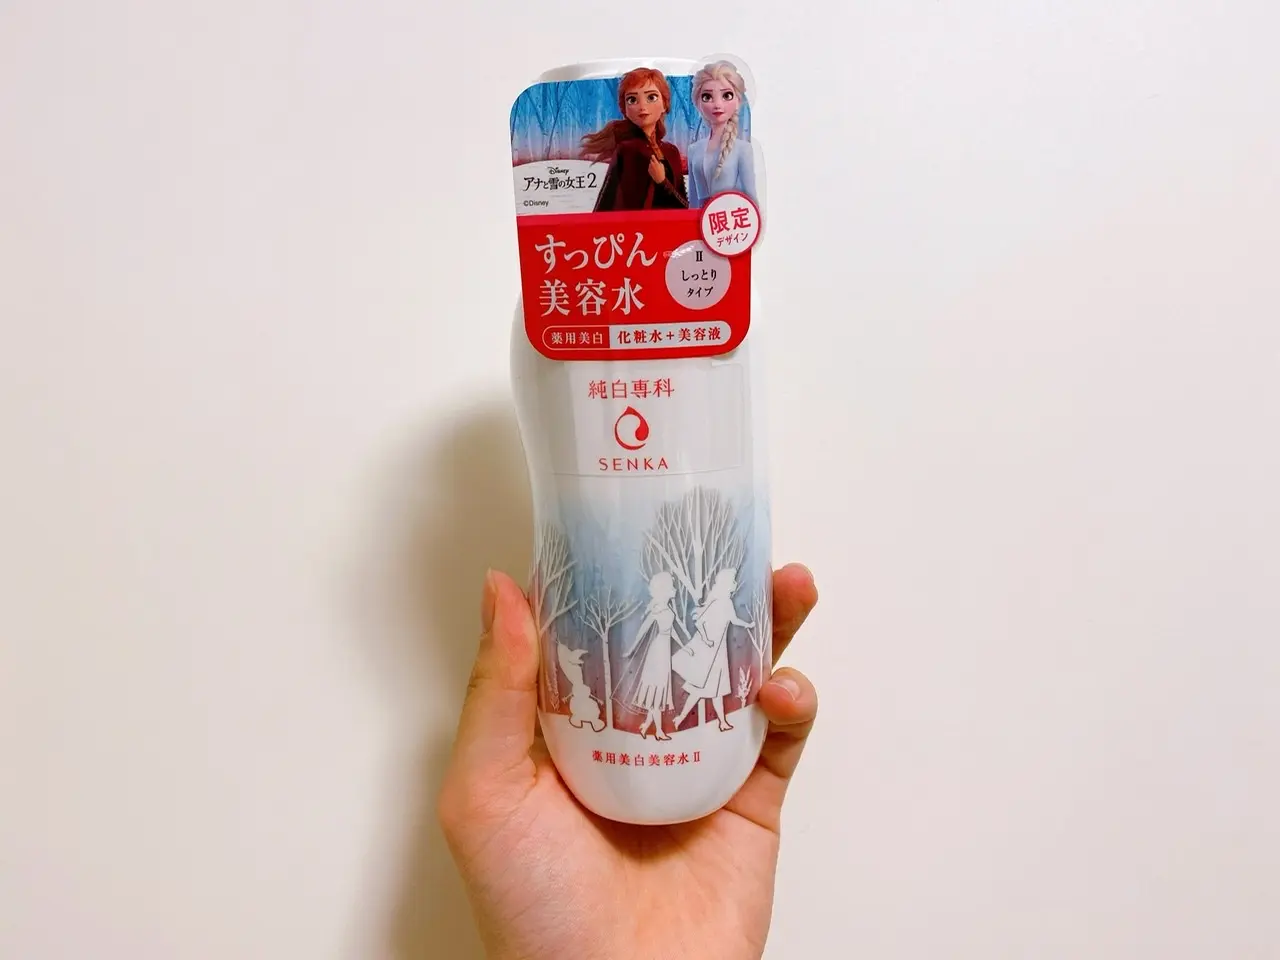 Disney
アナと雪の女王2
©Disney
限定
デザイン
すっぴん
美容水
II
しっとり
タイプ
薬用美白 化粧水+美容液
純白専科
SENKA
薬用美白美容水II